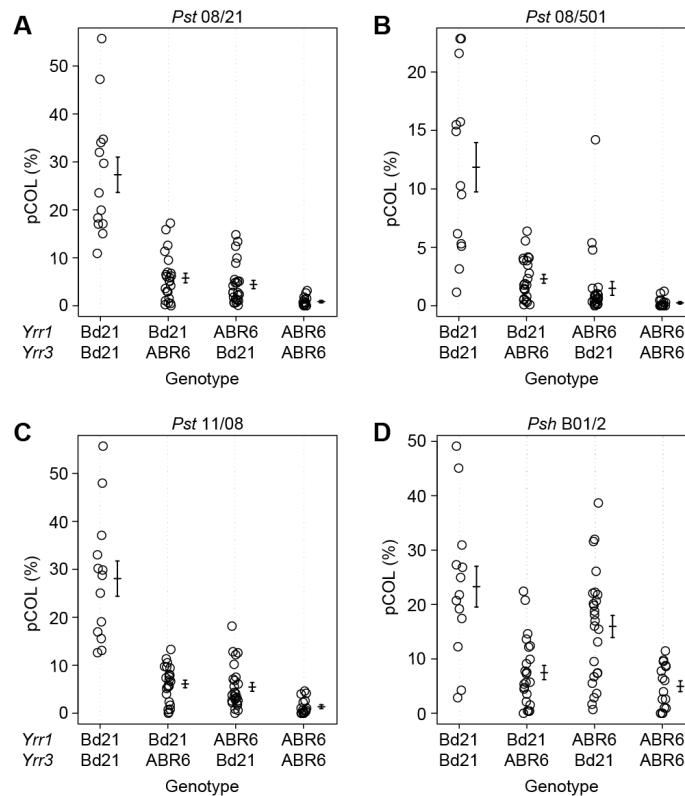 A
Pst 08/21
pCOL (%)
50
40
30
20
10
0
Yrr1 Bd21 Bd21 ABR6 ABR6
Yrr3 Bd21 ABR6 Bd21 ABR6
Genotype
B
Pst 08/501
pCOL (%)
20
15
10
5
0
Yrr1 Bd21 Bd21 ABR6 ABR6
Yrr3 Bd21 ABR6 Bd21 ABR6
Genotype
C
Pst 11/08
pCOL (%)
50
40
30
20
10
0
Yrr1 Bd21 Bd21 ABR6 ABR6
Yrr3 Bd21 ABR6 Bd21 ABR6
Genotype
D
Psh B01/2
pCOL (%)
50
40
30
20
10
0
Yrr1 Bd21 Bd21 ABR6 ABR6
Yrr3 Bd21 ABR6 Bd21 ABR6
Genotype